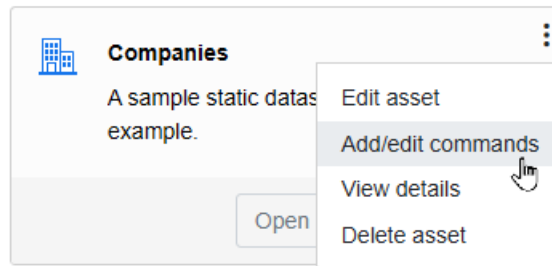 Companies
A sample static datas
example.
Open
Edit asset
Add/edit commands
View details
Delete asset